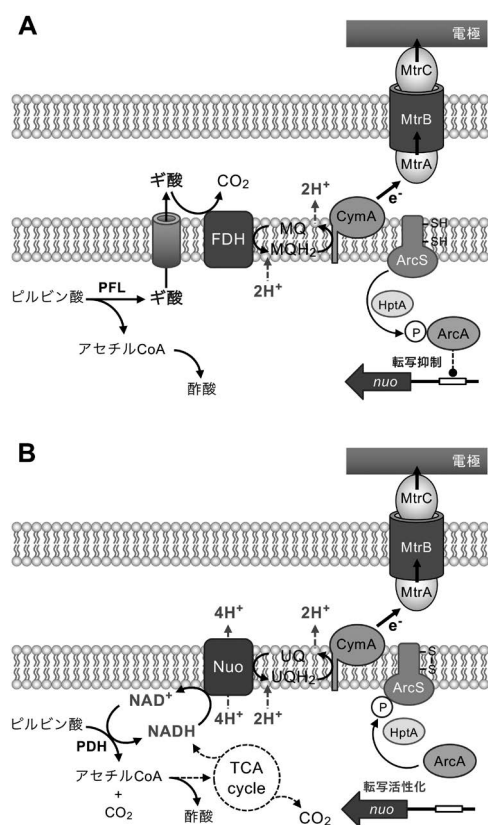 A
電極
MtrC
MtrB
MtrA
ギ酸
CO₂
2H⁺
e⁻
CymA
FDH
MQ
MQH₂
2H⁺
SH
SH
ArcS
HptA
P
ArcA
ピルビン酸
PFL
ギ酸
アセチルCoA
酢酸
転写抑制
nuo
B
電極
MtrC
MtrB
MtrA
4H⁺
2H⁺
e⁻
CymA
Nuo
UQ
UQH₂
4H⁺
2H⁺
S
S
ArcS
P
HptA
ArcA
NAD⁺
NADH
ピルビン酸
PDH
アセチルCoA
+
CO₂
酢酸
TCA
cycle
CO₂
転写活性化
nuo